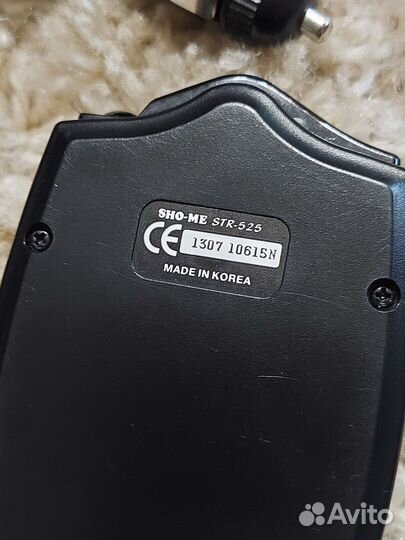 SHO-ME STR-525
CE 1307 10615N
MADE IN KOREA
Avito